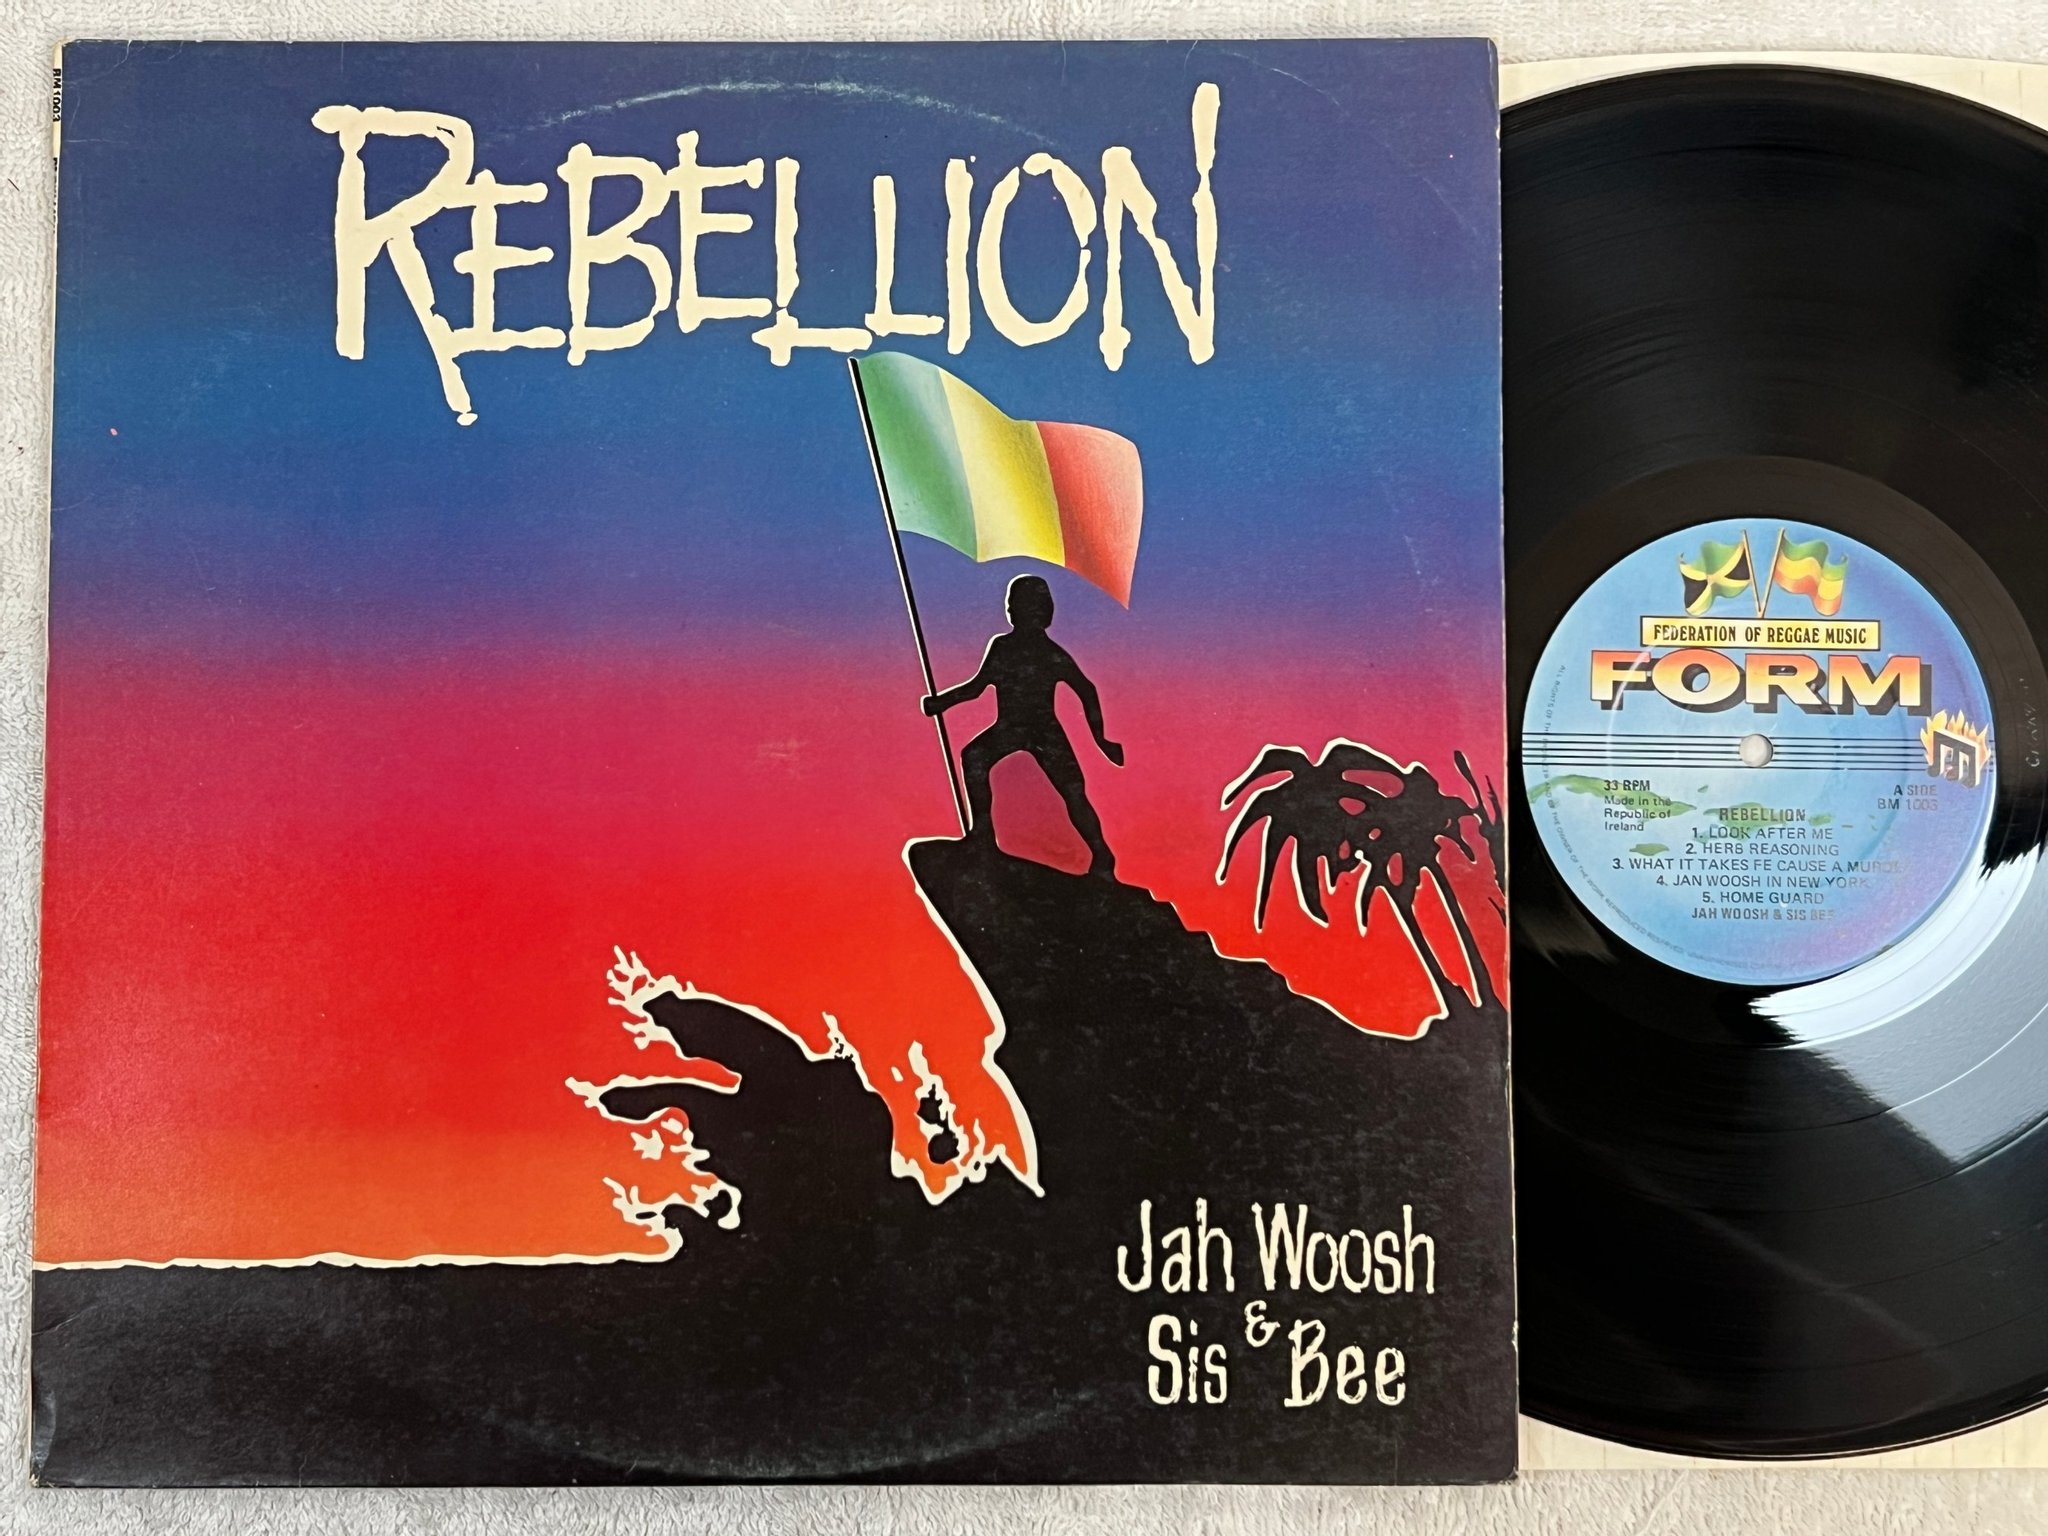 BM1003
REBELLION
Jah Woosh
&
Sis Bee
FEDERATION OF REGGAE MUSIC
FORM
33 RPM
Made in the
Republic of
Ireland
A SIDE
BM 1003
REBELLION
1. LOOK AFTER ME
2. HERB REASONING
3. WHAT IT TAKES FE CAUSE A
4. JAH WOOSH IN NEW YORK
5. HOME GUARD
JAH WOOSH & SIS BEE